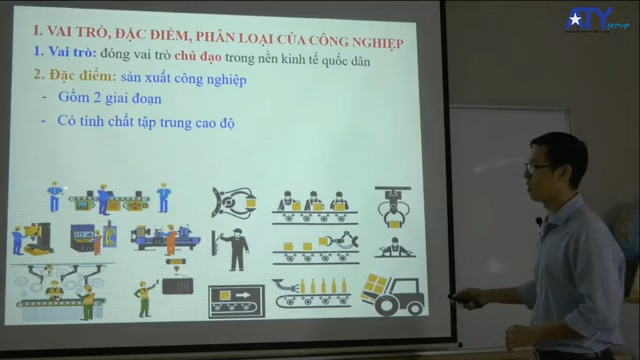 ATY group
I. VAI TRÒ, ĐẶC ĐIỂM, PHÂN LOẠI CỦA CÔNG NGHIỆP
1. Vai trò: đóng vai trò chủ đạo trong nền kinh tế quốc dân
2. Đặc điểm: sản xuất công nghiệp
- Gồm 2 giai đoạn
- Có tính chất tập trung cao độ